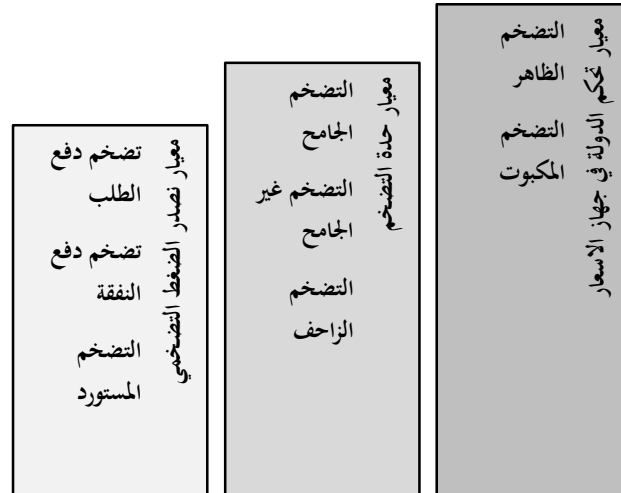 معيار تحكم الدولة في جهاز الاسعار
التضخم
الظاهر
التضخم
المكبوت
معيار حدة التضخم
التضخم
الجامح
التضخم غير
الجامح
التضخم
الزاحف
معيار نصدر الضغط التضخمي
تضخم دفع
الطلب
تضخم دفع
النفقة
التضخم
المستورد